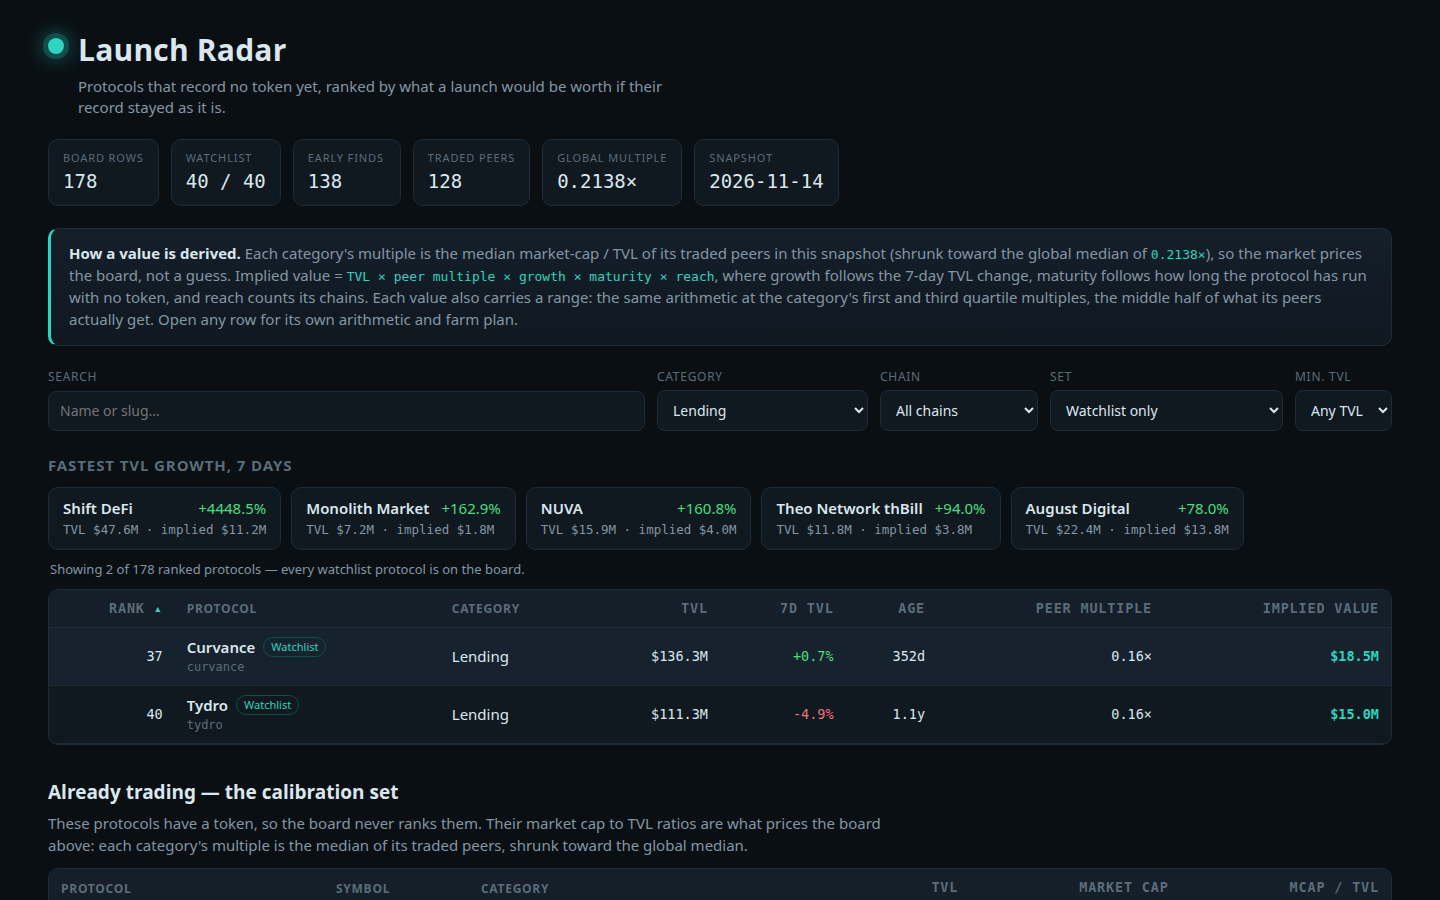 Launch Radar
Protocols that record no token yet, ranked by what a launch would be worth if their
record stayed as it is.
BOARD ROWS
178
WATCHLIST
40 / 40
EARLY FINDS
138
TRADED PEERS
128
GLOBAL MULTIPLE
0.2138×
SNAPSHOT
2026-11-14
How a value is derived. Each category's multiple is the median market-cap / TVL of its traded peers in this snapshot (shrunk toward the global median of 0.2138×), so the market prices
the board, not a guess. Implied value = TVL × peer multiple × growth × maturity × reach, where growth follows the 7-day TVL change, maturity follows how long the protocol has run
with no token, and reach counts its chains. Each value also carries a range: the same arithmetic at the category's first and third quartile multiples, the middle half of what its peers
actually get. Open any row for its own arithmetic and farm plan.
SEARCH
Name or slug...
CATEGORY
Lending
CHAIN
All chains
SET
Watchlist only
MIN. TVL
Any TVL
FASTEST TVL GROWTH, 7 DAYS
Shift DeFi +4448.5%
TVL $47.6M · implied $11.2M
Monolith Market +162.9%
TVL $7.2M · implied $1.8M
NUVA +160.8%
TVL $15.9M · implied $4.0M
Theo Network thBill +94.0%
TVL $11.8M · implied $3.8M
August Digital +78.0%
TVL $22.4M · implied $13.8M
Showing 2 of 178 ranked protocols — every watchlist protocol is on the board.
RANK ▲ PROTOCOL CATEGORY TVL 7D TVL AGE PEER MULTIPLE IMPLIED VALUE
37 Curvance Watchlist Lending $136.3M +0.7% 352d 0.16× $18.5M
curvance
40 Tydro Watchlist Lending $111.3M -4.9% 1.1y 0.16× $15.0M
tydro
Already trading — the calibration set
These protocols have a token, so the board never ranks them. Their market cap to TVL ratios are what prices the board
above: each category's multiple is the median of its traded peers, shrunk toward the global median.
PROTOCOL SYMBOL CATEGORY TVL MARKET CAP MCAP / TVL